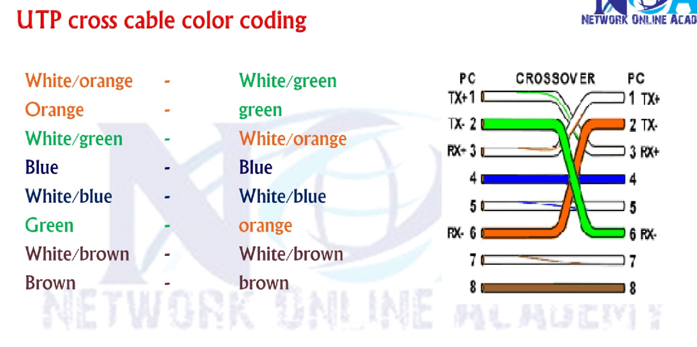 UTP cross cable color coding
NETWORK ONLINE ACAD
White/orange - White/green
Orange - green
White/green - White/orange
Blue - Blue
White/blue - White/blue
Green - orange
White/brown - White/brown
Brown - brown
PC CROSSOVER PC
TX+ 1 1 TX+
TX- 2 2 TX-
RX+ 3 3 RX+
4 4
5 5
RX- 6 6 RX-
7 7
8 8
NETWORK ONLINE ACADEMY